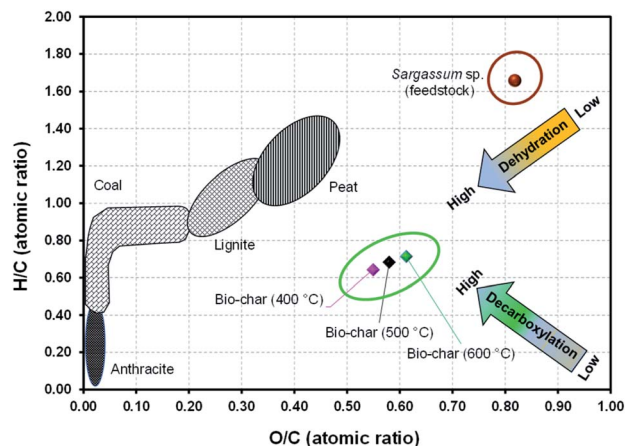 2.00
1.80
1.60
1.40
1.20
1.00
0.80
0.60
0.40
0.20
0.00
H/C (atomic ratio)
Sargassum sp.
(feedstock)
Low
Dehydration
High
Coal
Peat
Lignite
High
Decarboxylation
Low
Bio-char (400 °C)
Bio-char (500 °C)
Bio-char (600 °C)
Anthracite
0.00 0.10 0.20 0.30 0.40 0.50 0.60 0.70 0.80 0.90 1.00
O/C (atomic ratio)